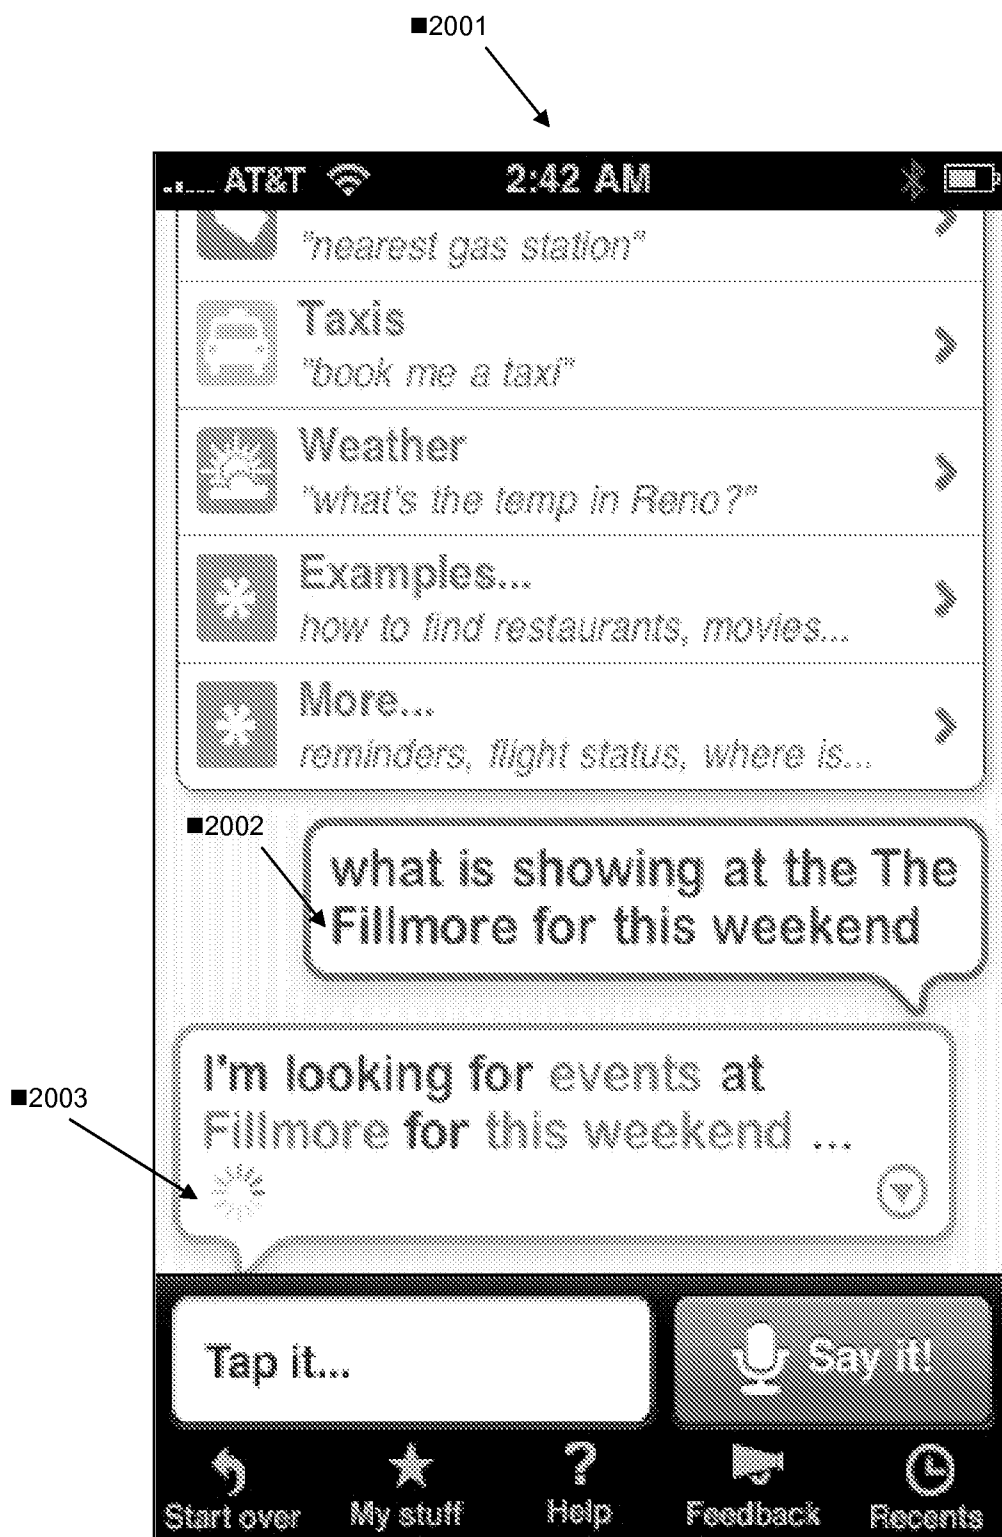 ■2001
AT&T 2:42 AM
"nearest gas station"
Taxis
"book me a taxi"
Weather
"what's the temp in Reno?"
Examples...
how to find restaurants, movies...
More...
reminders, flight status, where is...
■2002
what is showing at the The
Fillmore for this weekend
I'm looking for events at
■2003
Fillmore for this weekend ...
Tap it...
Say it!
Start over My stuff Help Feedback Recents